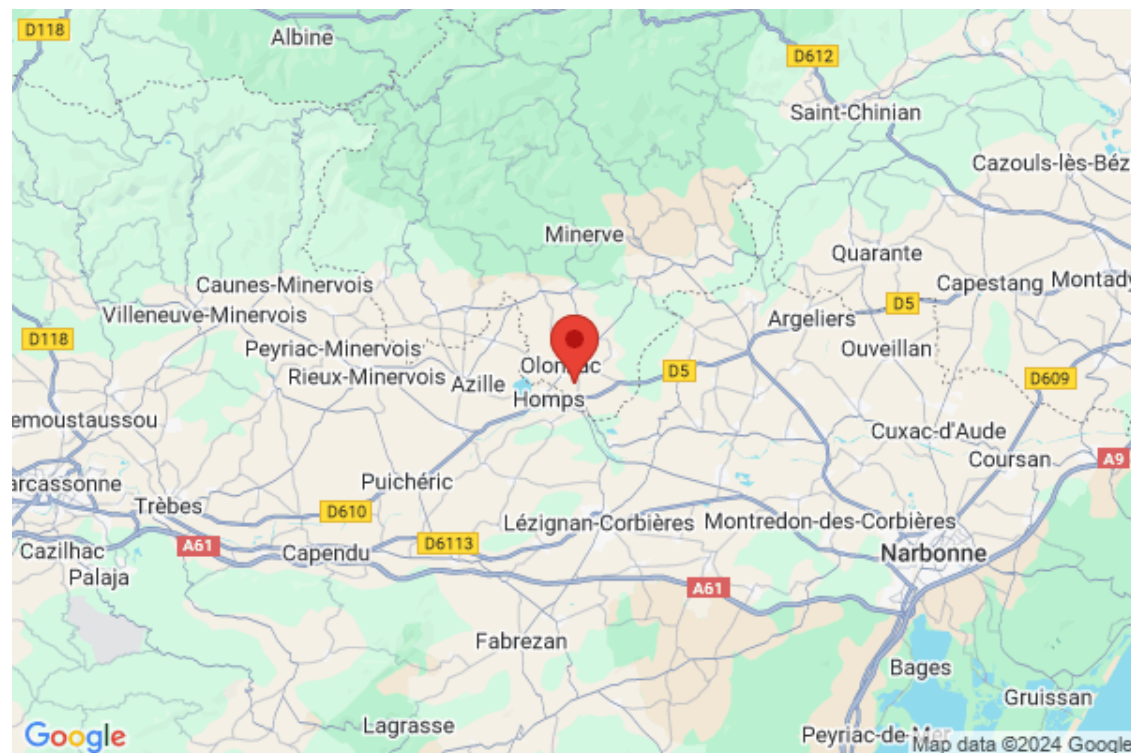 D118
Albine
D612
Saint-Chinian
Cazouls-lès-Béz
Minerve
Quarante
Caunes-Minervois
Capestang
Montady
D5
Villeneuve-Minervois
Argeliers
D118
Peyriac-Minervois
Ouveillan
Olon ac
D5
Rieux-Minervois
Azille
D609
Homps
emoustaussou
Cuxac-d'Aude
Coursan
A9
arcassonne
Puichéric
Trèbes
D610
Lézignan-Corbières
Montredon-des-Corbières
A61
D6113
Cazilhac
Capendu
Narbonne
Palaja
A61
Fabrezan
Bages
Gruissan
Lagrasse
Peyriac-de-Mer
Google
Map data ©2024 Google